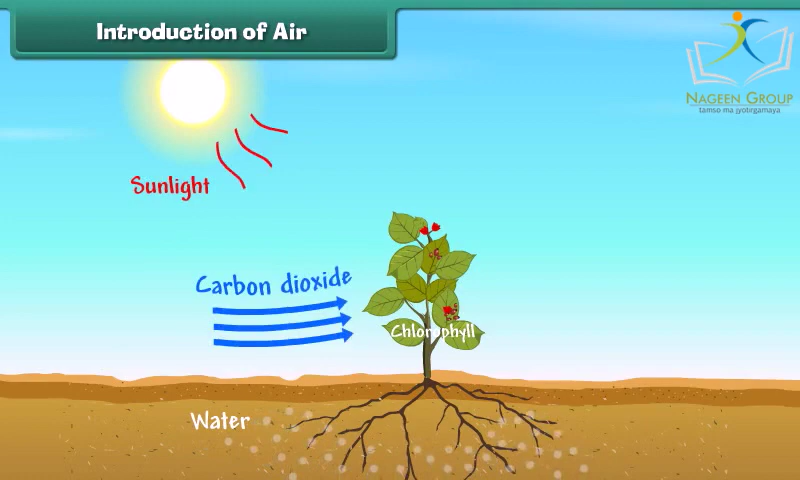 Introduction of Air
NAGEEN GROUP
tamso ma jyotirgamaya
Sunlight
Carbon dioxide
Chlorophyll
Water